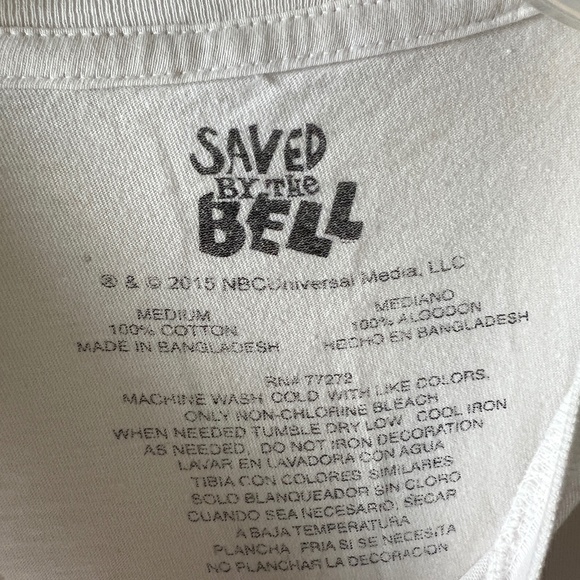 SAVED
BY THE
BELL
® & © 2015 NBCUniversal Media, LLC
MEDIUM
100% COTTON
MADE IN BANGLADESH
MEDIANO
100% ALGODON
HECHO EN BANGLADESH
RN# 77272
MACHINE WASH COLD WITH LIKE COLORS,
ONLY NON-CHLORINE BLEACH
WHEN NEEDED TUMBLE DRY LOW COOL IRON
AS NEEDED, DO NOT IRON DECORATION
LAVAR EN LAVADORA CON AGUA
TIBIA CON COLORES SIMILARES
SOLO BLANQUEADOR SIN CLORO
CUANDO SEA NECESARIO, SECAR
A BAJA TEMPERATURA
PLANCHA FRIA SI SE NECESITA
NO PLANCHAR LA DECORACION